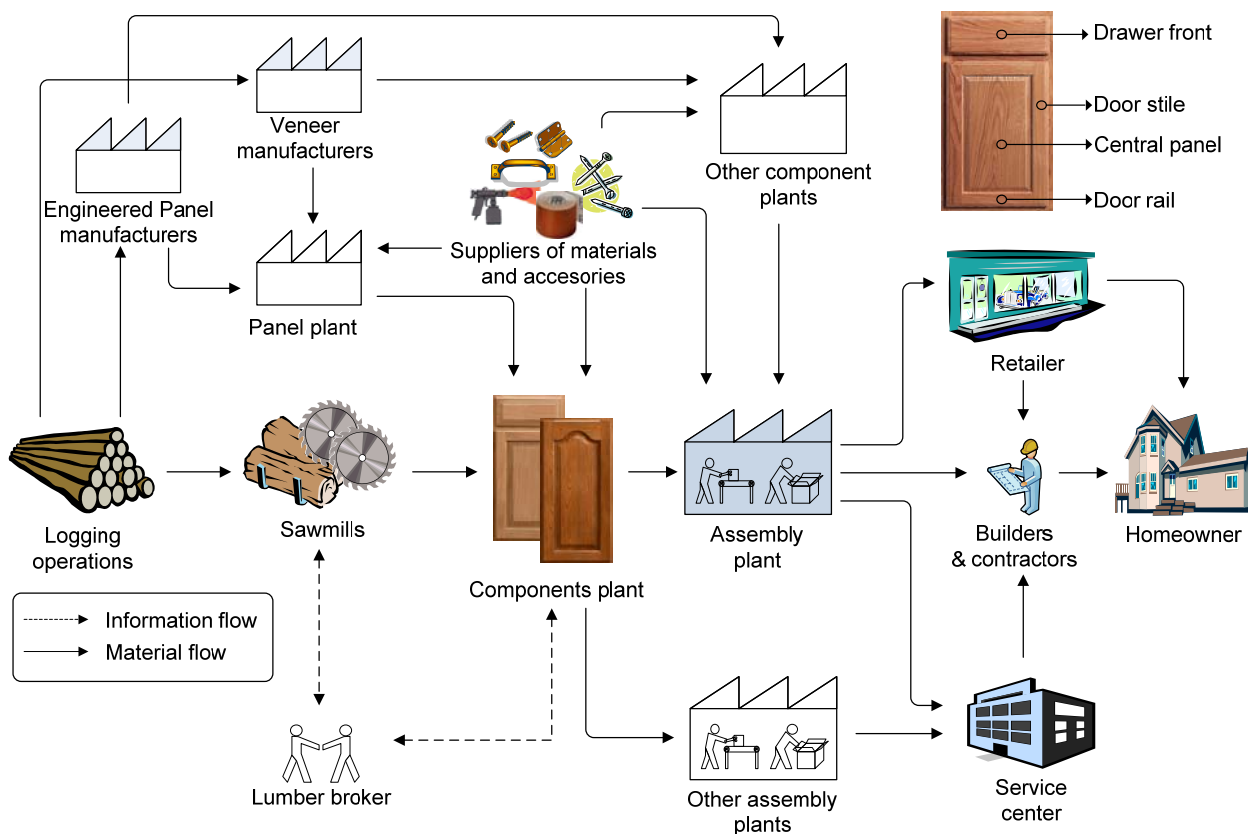 Drawer front
Door stile
Central panel
Door rail
Veneer
manufacturers
Other component
plants
Engineered Panel
manufacturers
Suppliers of materials
and accesories
Panel plant
Retailer
Logging
operations
Sawmills
Components plant
Assembly
plant
Builders
& contractors
Homeowner
Information flow
Material flow
Lumber broker
Other assembly
plants
Service
center